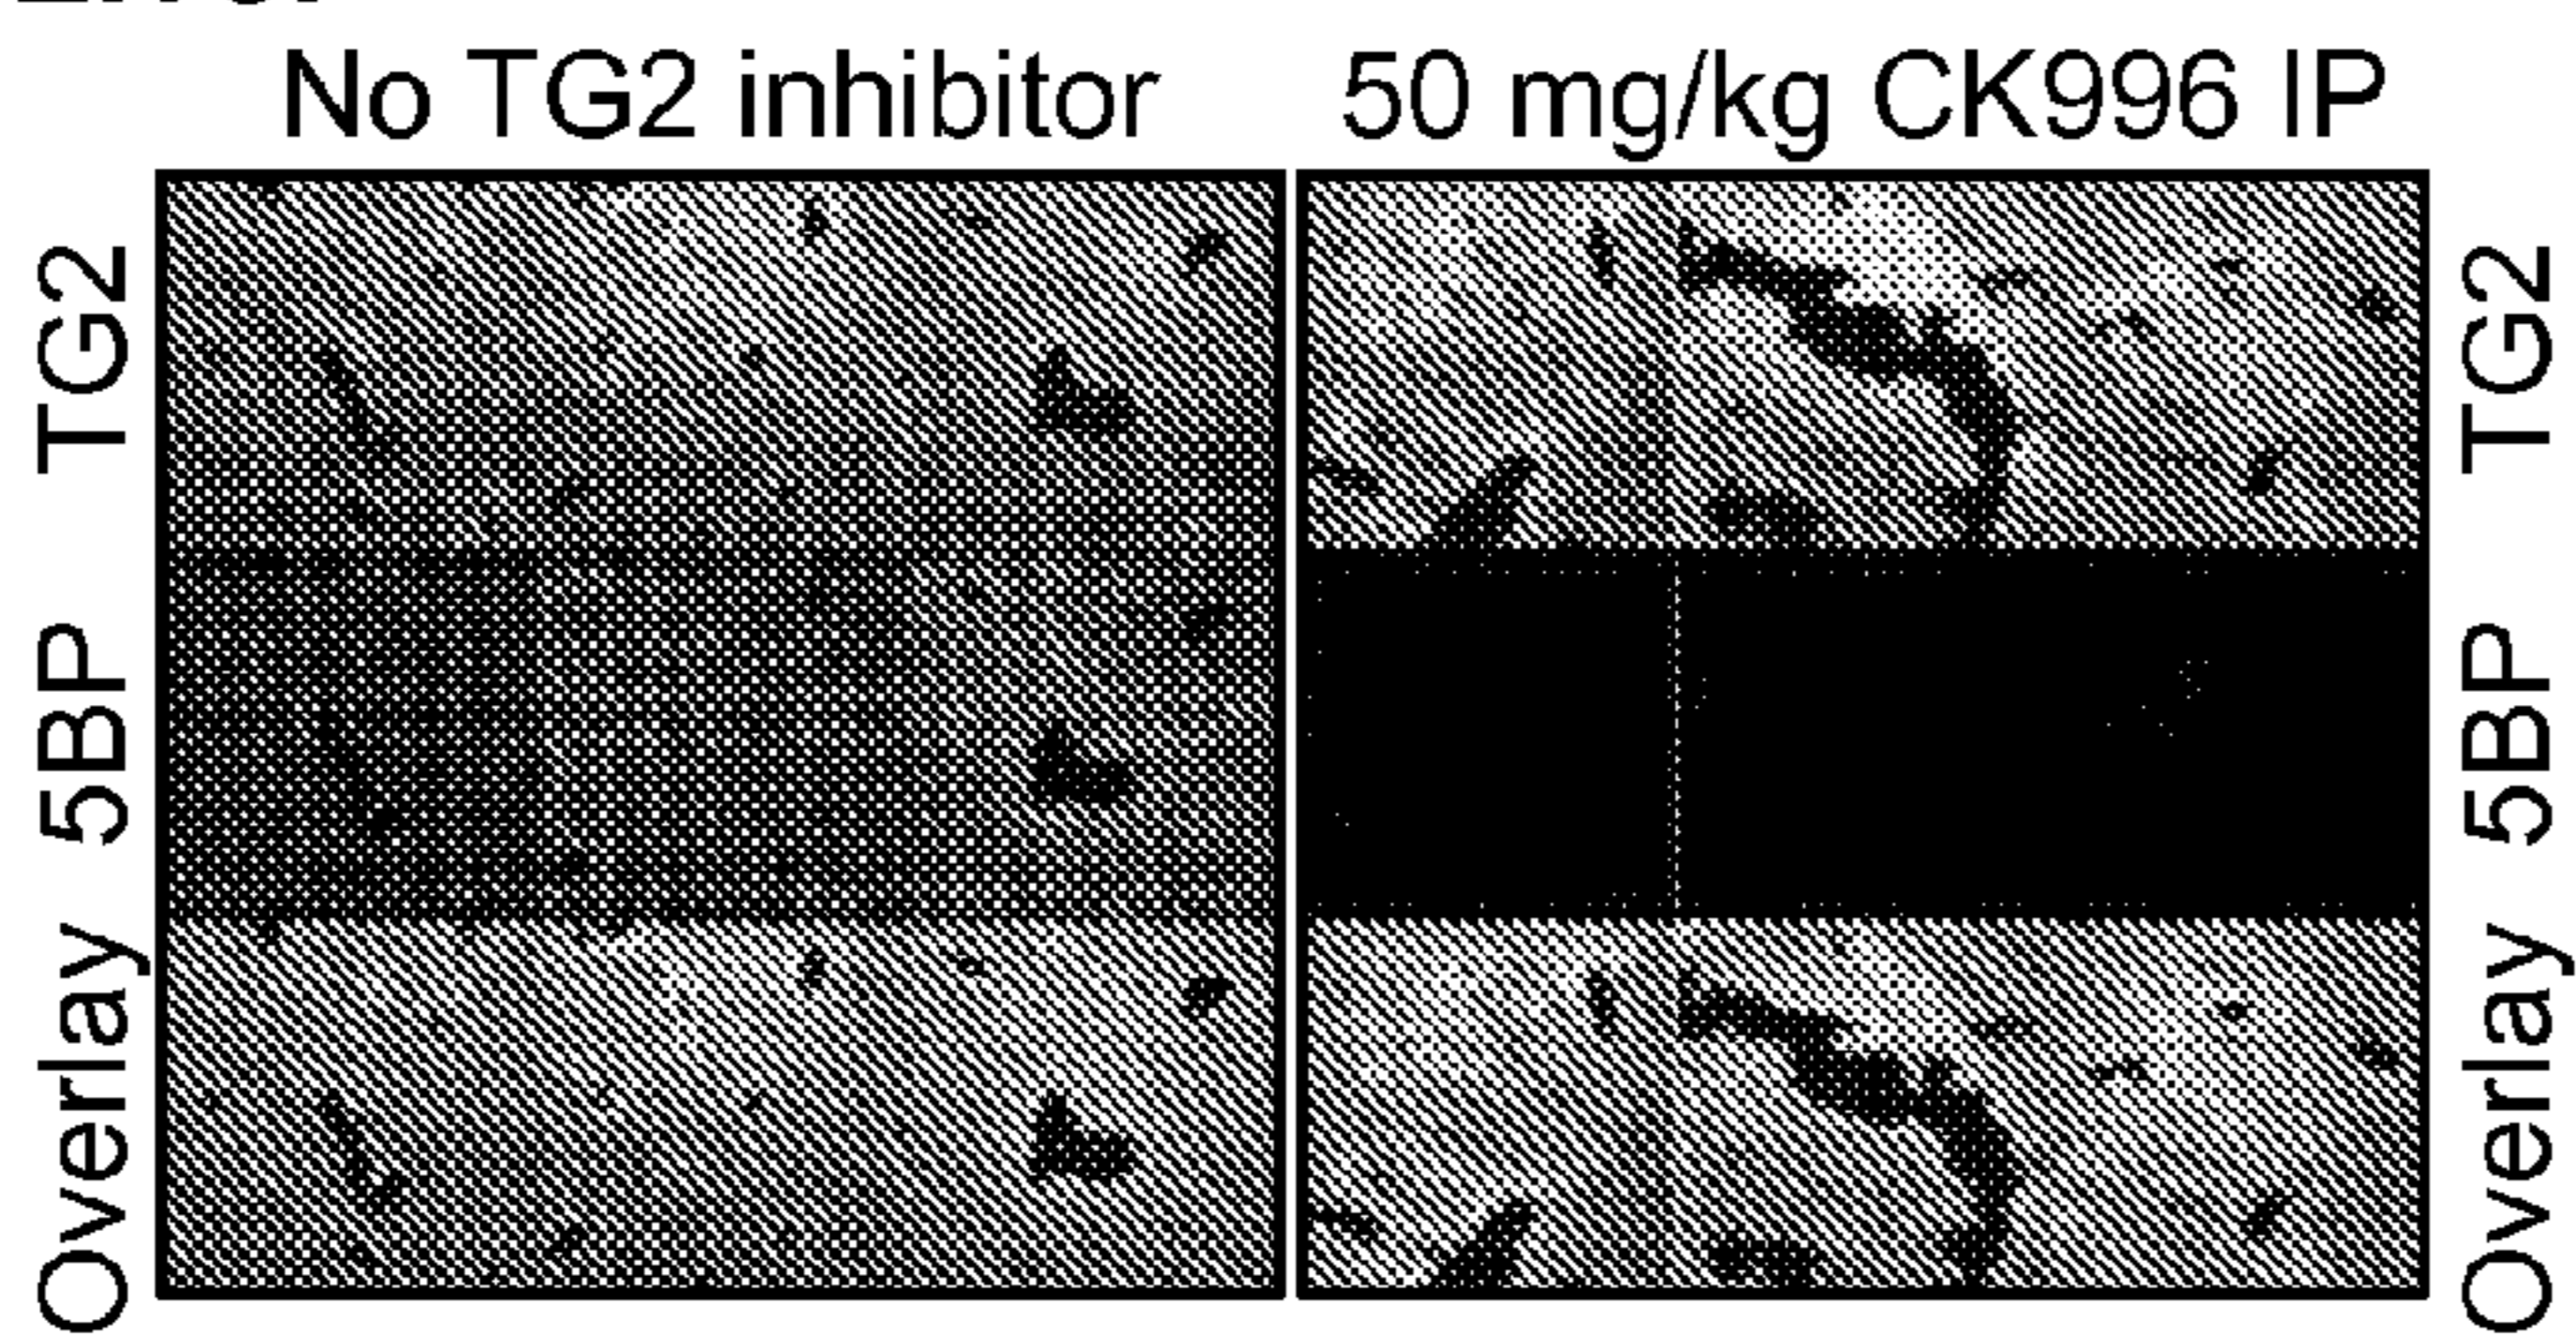 No TG2 inhibitor
50 mg/kg CK996 IP
TG2
5BP
Overlay
TG2
5BP
Overlay